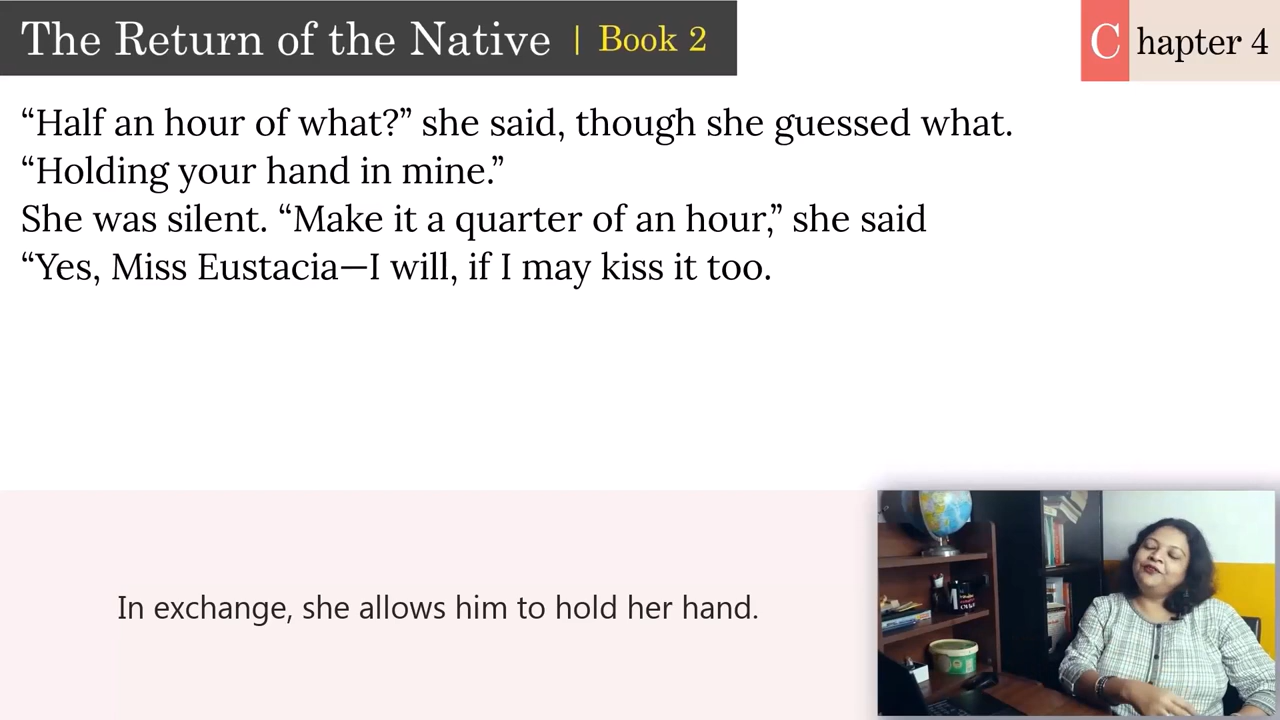 The Return of the Native | Book 2
Chapter 4
“Half an hour of what?” she said, though she guessed what.
“Holding your hand in mine.”
She was silent. “Make it a quarter of an hour,” she said
“Yes, Miss Eustacia—I will, if I may kiss it too.
In exchange, she allows him to hold her hand.